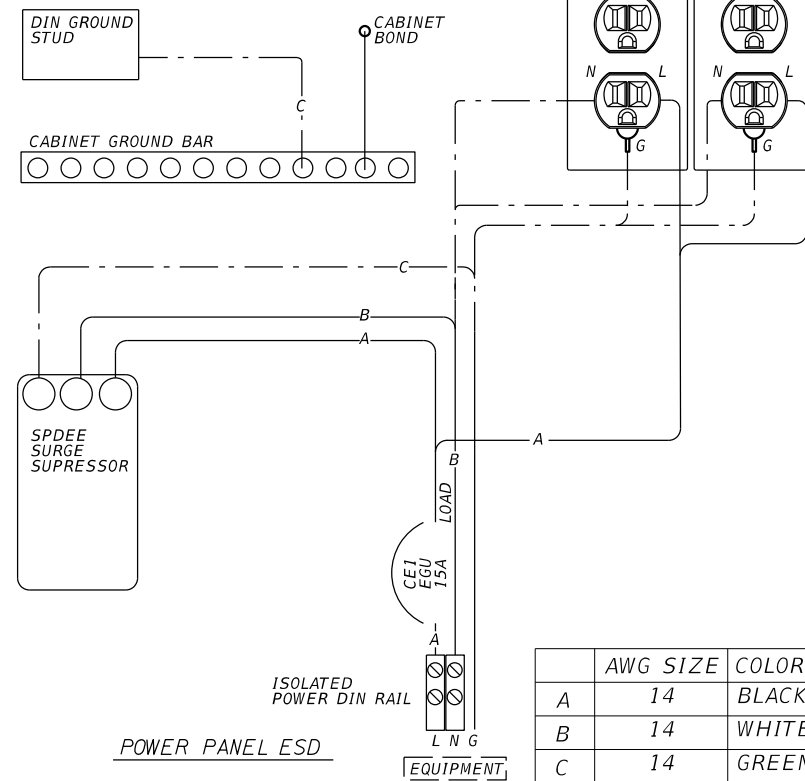 DIN GROUND
STUD
CABINET
BOND
N
L
N
L
C
CABINET GROUND BAR
G
G
C
B
A
SPDEE
SURGE
SUPRESSOR
A
B
LOAD
CE1
EGU
15A
A
ISOLATED
POWER DIN RAIL
L N G
POWER PANEL ESD
EQUIPMENT
AWG SIZE COLOR
A 14 BLACK
B 14 WHITE
C 14 GREEN